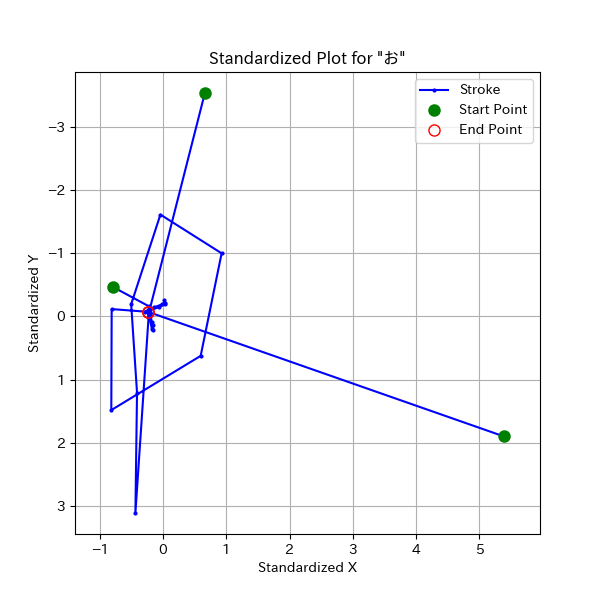 Standardized Plot for "お"
Stroke
Start Point
End Point
Standardized Y
−3
−2
−1
0
1
2
3
−1 0 1 2 3 4 5
Standardized X